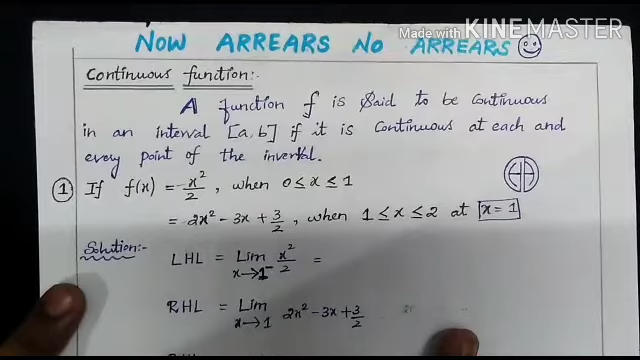 Made with KINEMASTER
NOW ARREARS NO ARREARS
Continuous function:-
A function f is Said to be Continuous
in an interval [a,b] if it is Continuous at each and
every point of the inverval.
① If f(x) = x²/2, when 0 ≤ x ≤ 1
= 2x² - 3x + 3/2, when 1 ≤ x ≤ 2 at x = 1
Solution:-
LHL = Lim x→1⁻ x²/2 =
RHL = Lim x→1 2x² - 3x + 3/2